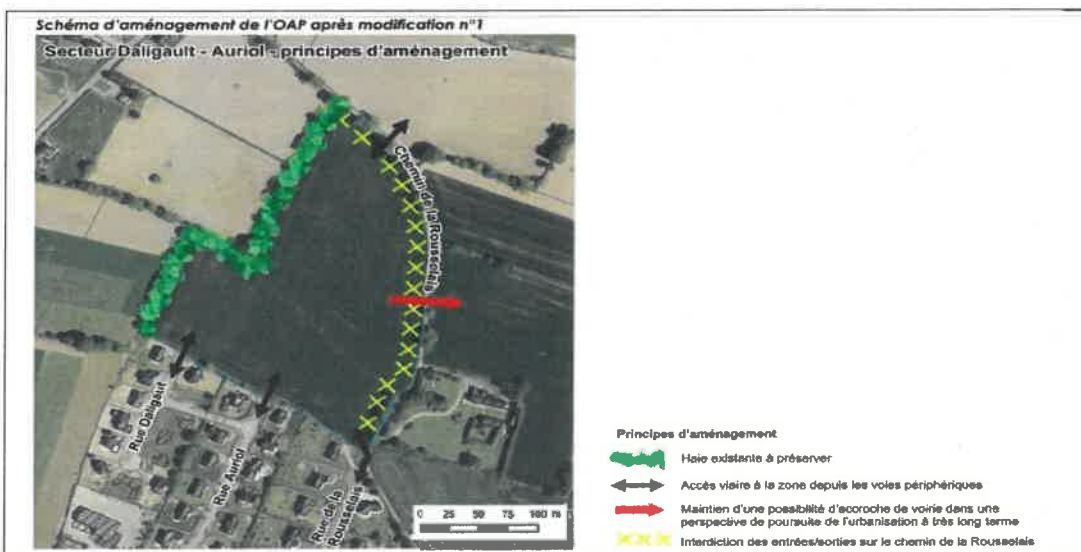 Schéma d'aménagement de l'OAP après modification n°1
Secteur Daligault - Auriol - principes d'aménagement
Chemin de la Rousselais
Rue Daligaut
Rue Auriol
Rue de la
Rousselais
0 25 50 75 100 m
Principes d'aménagement
Haie existante à préserver
Accès viaire à la zone depuis les voies périphériques
Maintien d'une possibilité d'accroche de voirie dans une
perspective de poursuite de l'urbanisation à très long terme
Interdiction des entrées/sorties sur le chemin de la Rousselais